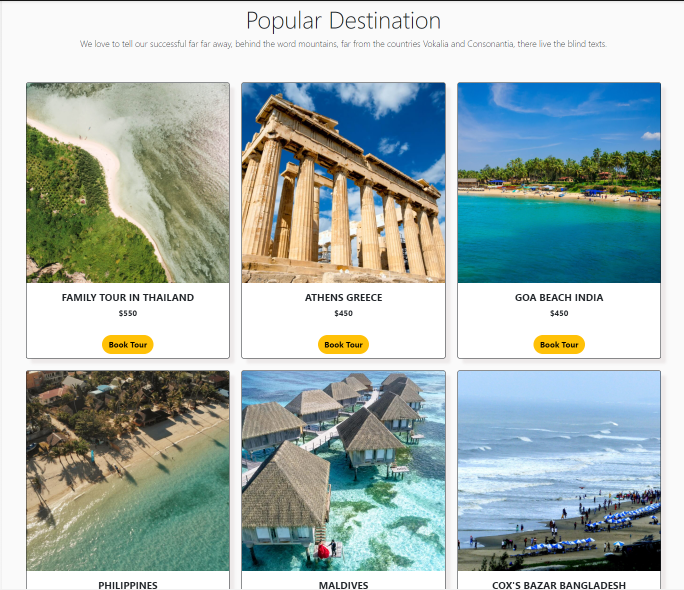 Popular Destination
We love to tell our successful far far away, behind the word mountains, far from the countries Vokalia and Consonantia, there live the blind texts.
FAMILY TOUR IN THAILAND
$550
Book Tour
ATHENS GREECE
$450
Book Tour
GOA BEACH INDIA
$450
Book Tour
PHILIPPINES
MALDIVES
COX'S BAZAR BANGLADESH